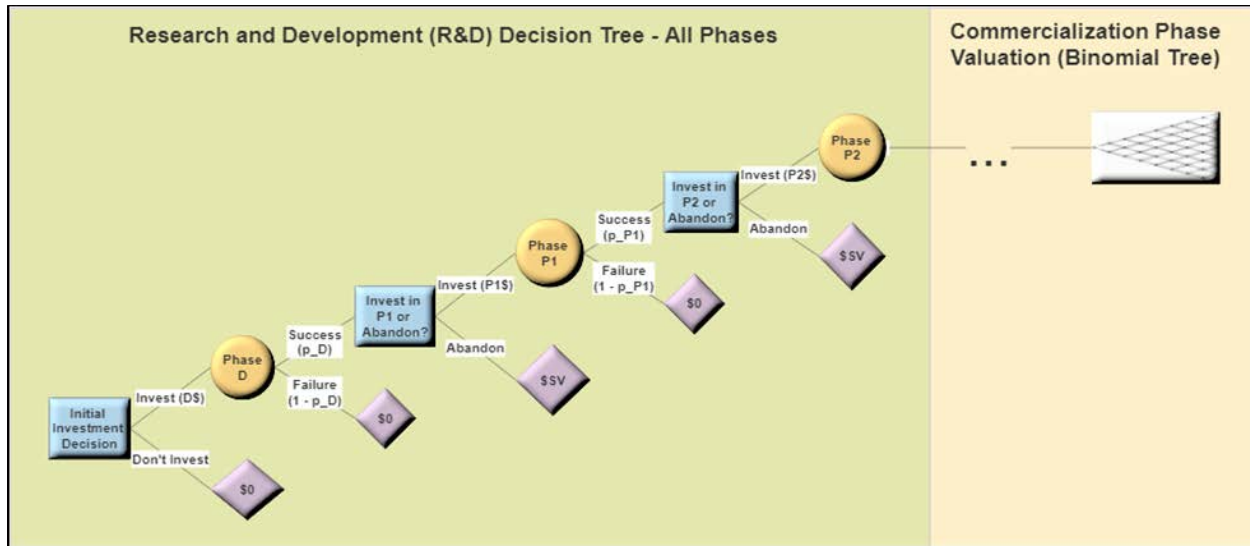 Research and Development (R&D) Decision Tree - All Phases
Commercialization Phase
Valuation (Binomial Tree)
Phase
P2
...
Invest (P2$)
Invest in
P2 or
Abandon?
Abandon
$SV
Success
(p_P1)
Phase
P1
Failure
(1 - p_P1)
$0
Invest (P1$)
Invest in
P1 or
Abandon?
Abandon
$SV
Success
(p_D)
Phase
D
Failure
(1 - p_D)
$0
Invest (D$)
Initial
Investment
Decision
Don't Invest
$0